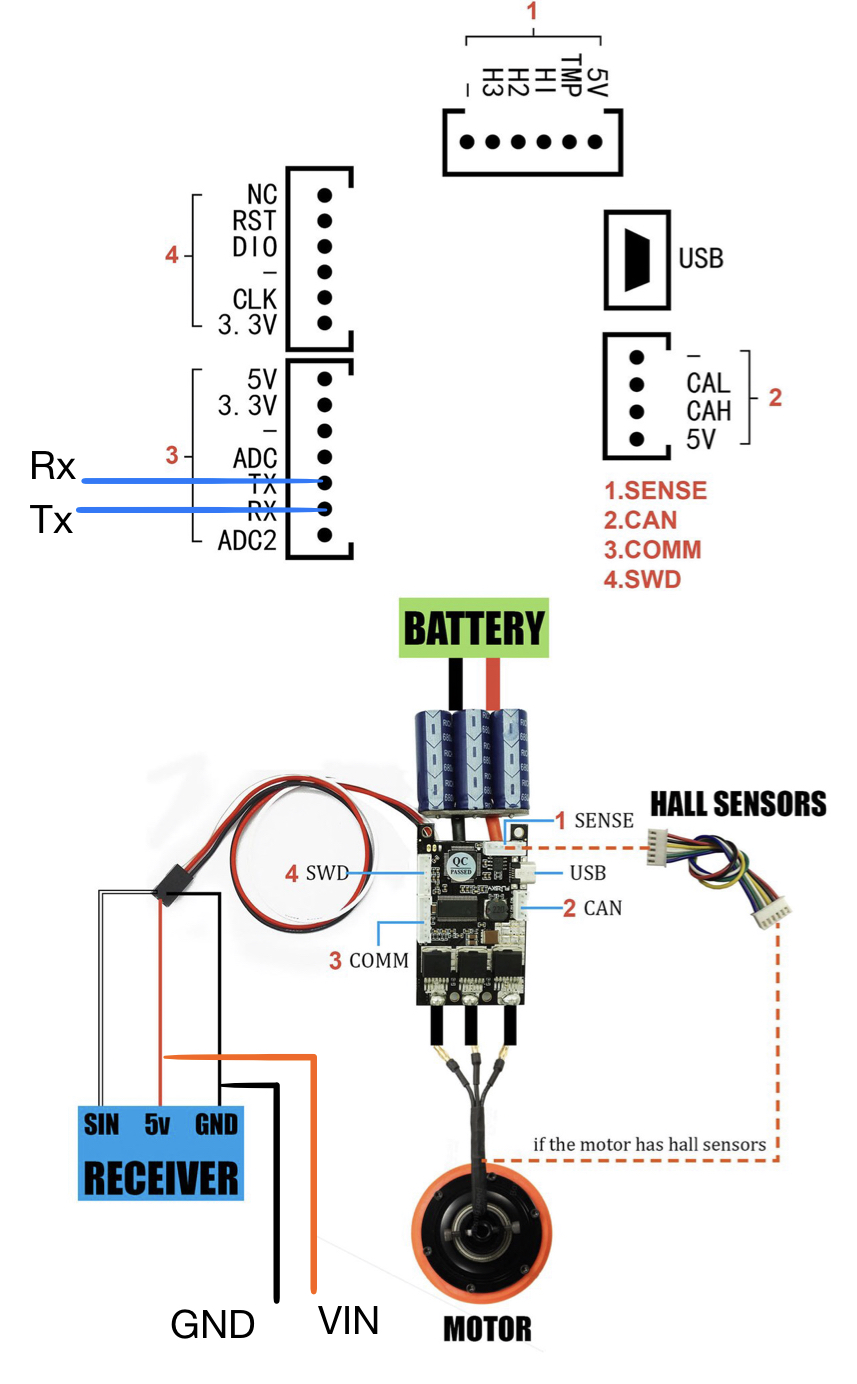 1
-
H3
H2
H1
TMP
5V
4
NC
RST
DIO
-
CLK
3.3V
USB
3
5V
3.3V
-
ADC
TX
RX
ADC2
Rx
Tx
-
CAL
CAH
5V
2
1.SENSE
2.CAN
3.COMM
4.SWD
BATTERY
HALL SENSORS
1 SENSE
4 SWD
QC
PASSED
USB
2 CAN
3 COMM
SIN 5v GND
RECEIVER
if the motor has hall sensors
GND
VIN
MOTOR